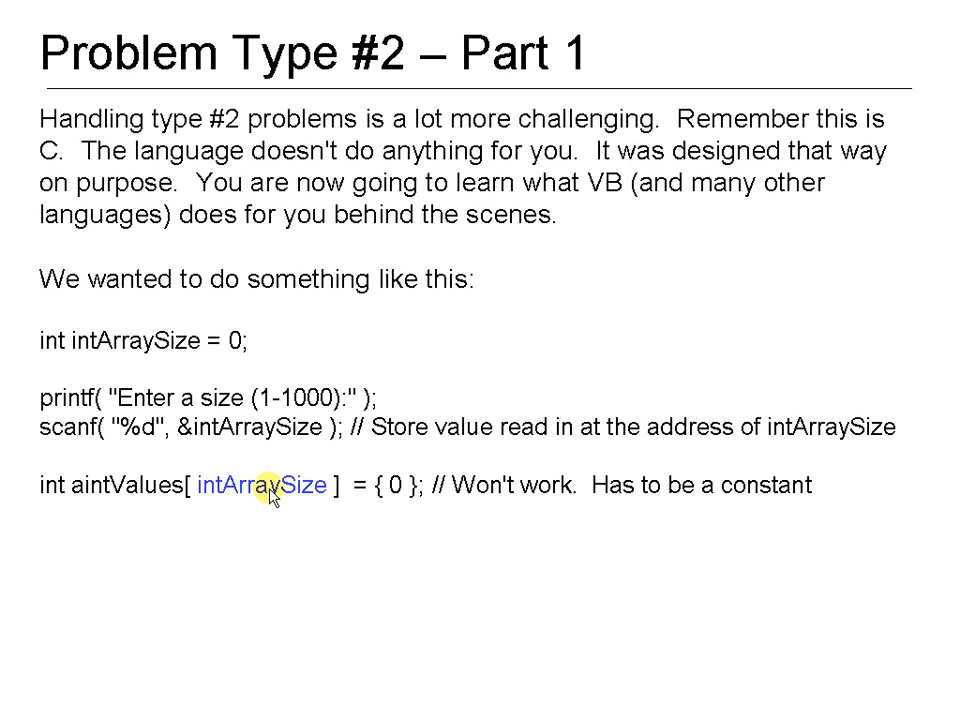 Problem Type #2 – Part 1
Handling type #2 problems is a lot more challenging.  Remember this is
C.  The language doesn't do anything for you.  It was designed that way
on purpose.  You are now going to learn what VB (and many other
languages) does for you behind the scenes.
We wanted to do something like this:
int intArraySize = 0;
printf( "Enter a size (1-1000):" );
scanf( "%d", &intArraySize ); // Store value read in at the address of intArraySize
int aintValues[ intArraySize ]  = { 0 }; // Won't work.  Has to be a constant